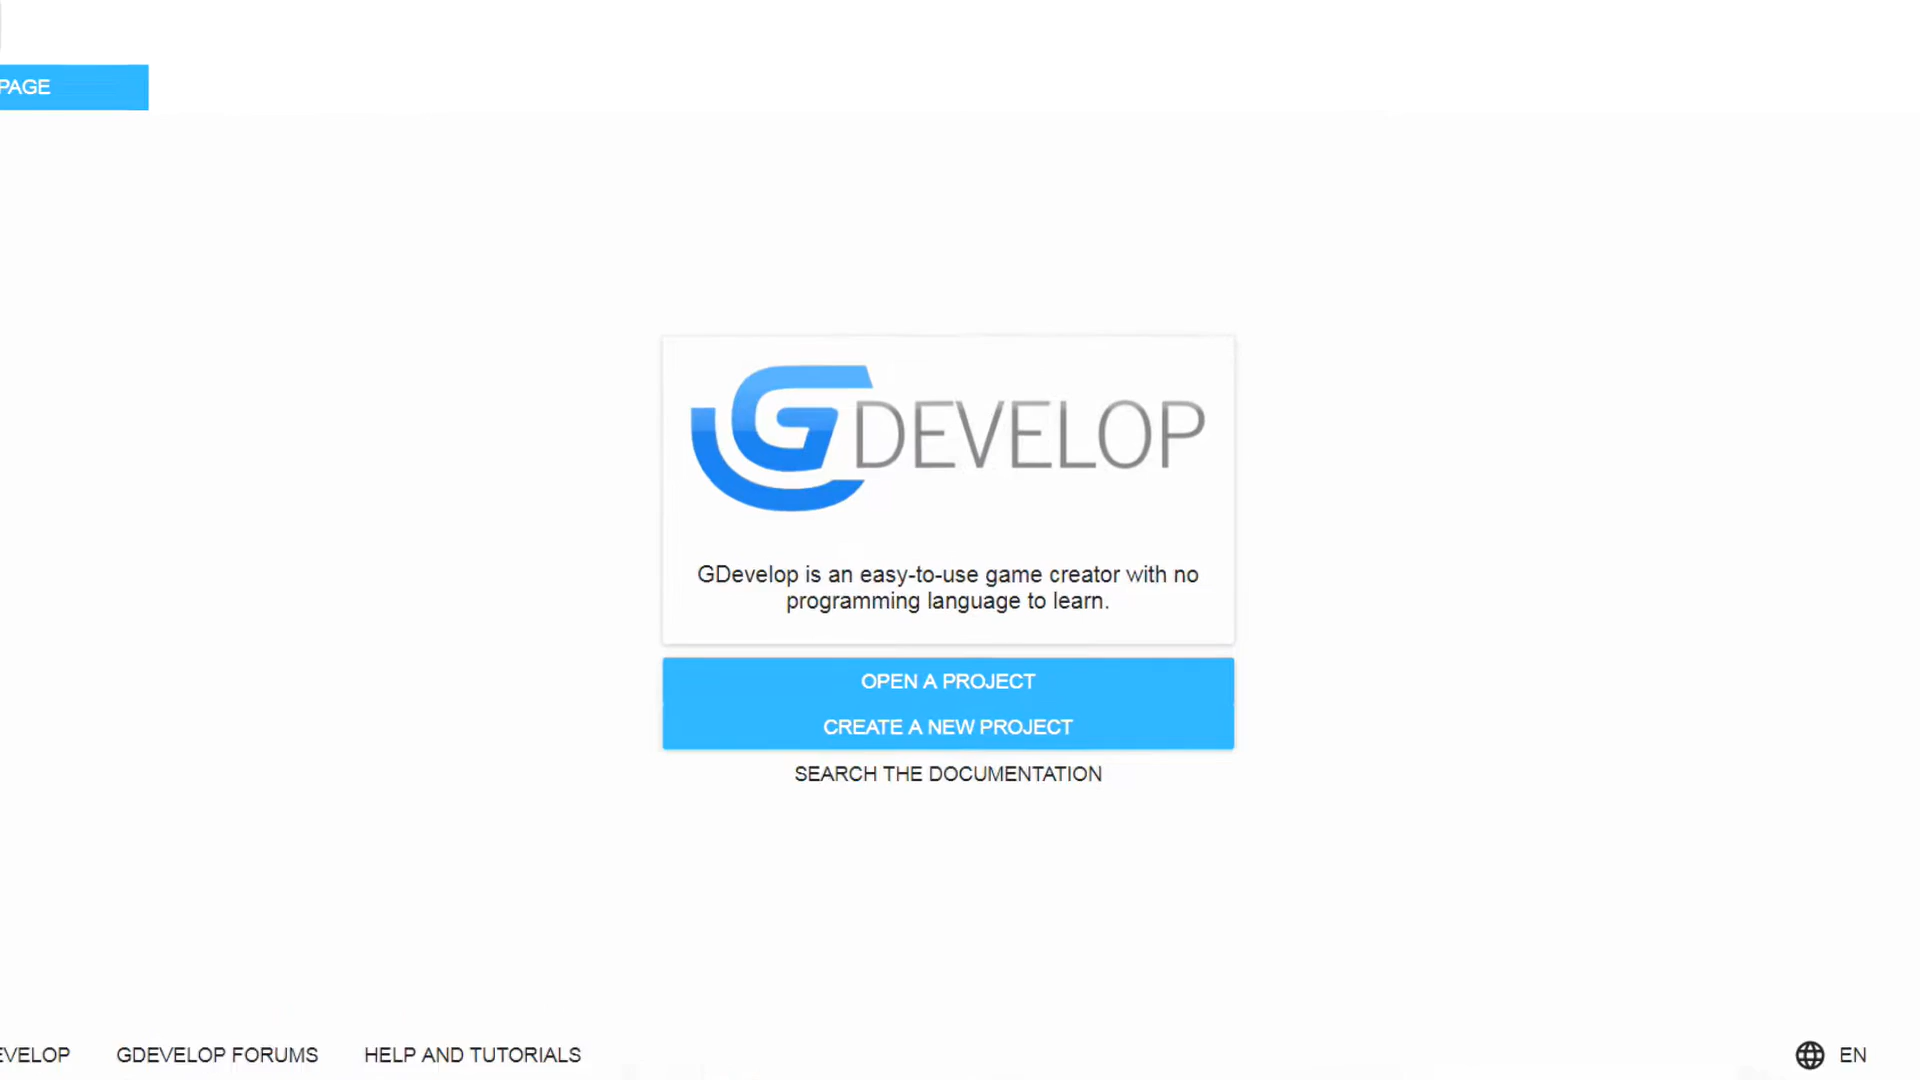 PAGE
GDEVELOP
GDevelop is an easy-to-use game creator with no
programming language to learn.
OPEN A PROJECT
CREATE A NEW PROJECT
SEARCH THE DOCUMENTATION
EVELOP GDEVELOP FORUMS HELP AND TUTORIALS EN